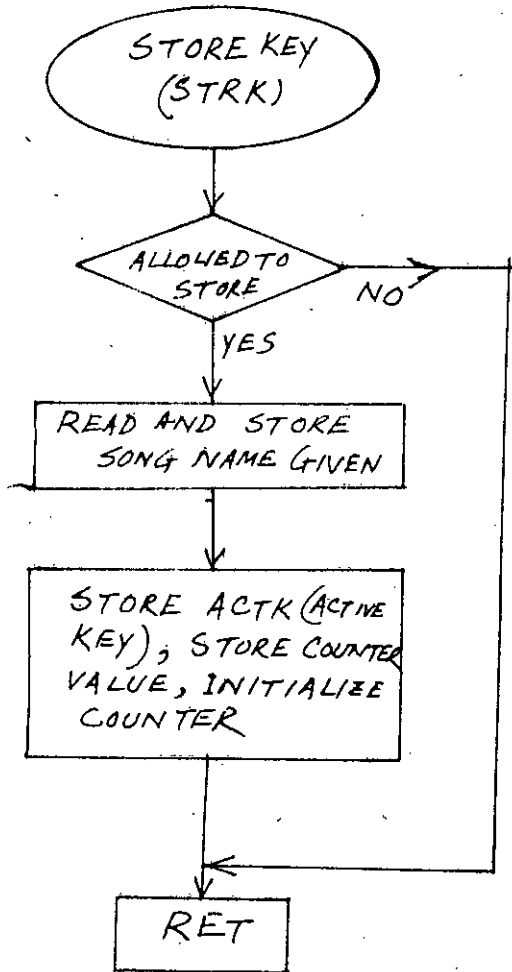 STORE KEY
(STRK)
ALLOWED TO
STORE
NO
YES
READ AND STORE
SONG NAME GIVEN
STORE ACTK (ACTIVE
KEY), STORE COUNTER
VALUE, INITIALIZE
COUNTER
RET